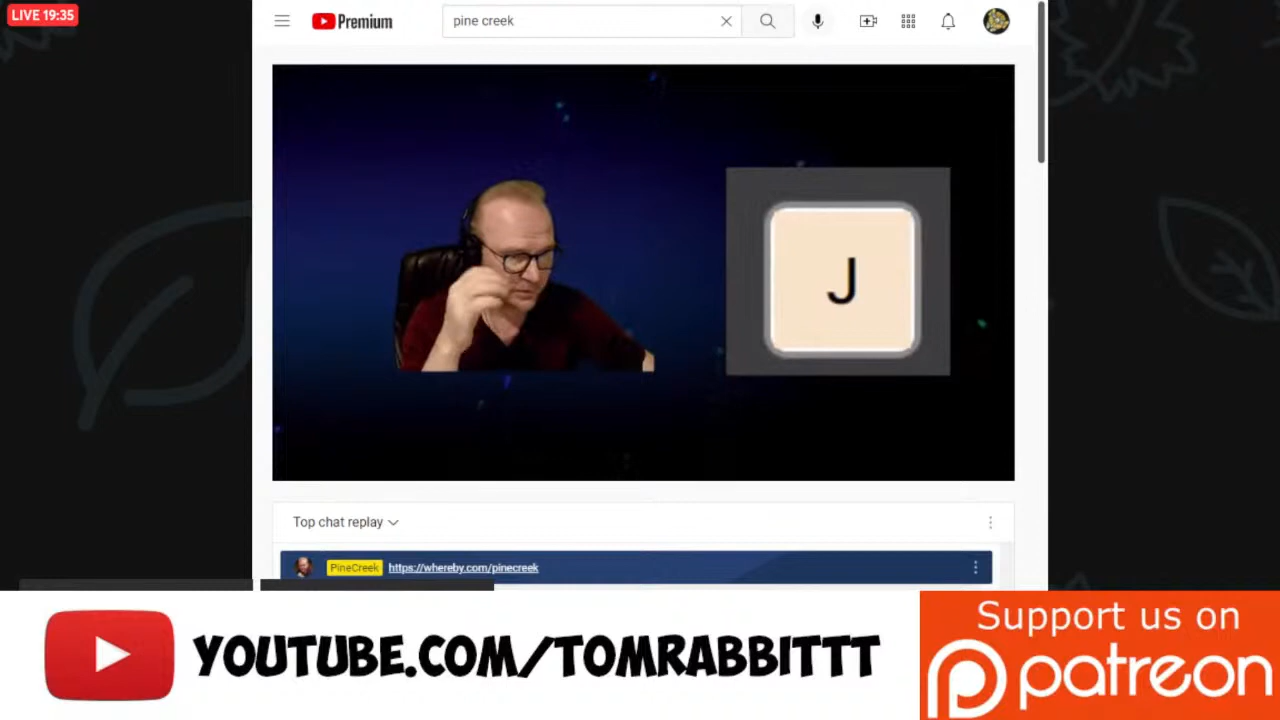 LIVE 19:35
Premium
pine creek
J
Top chat replay
PineCreek https://whereby.com/pinecreek
YOUTUBE.COM/TOMRABBITTT
Support us on
patreon